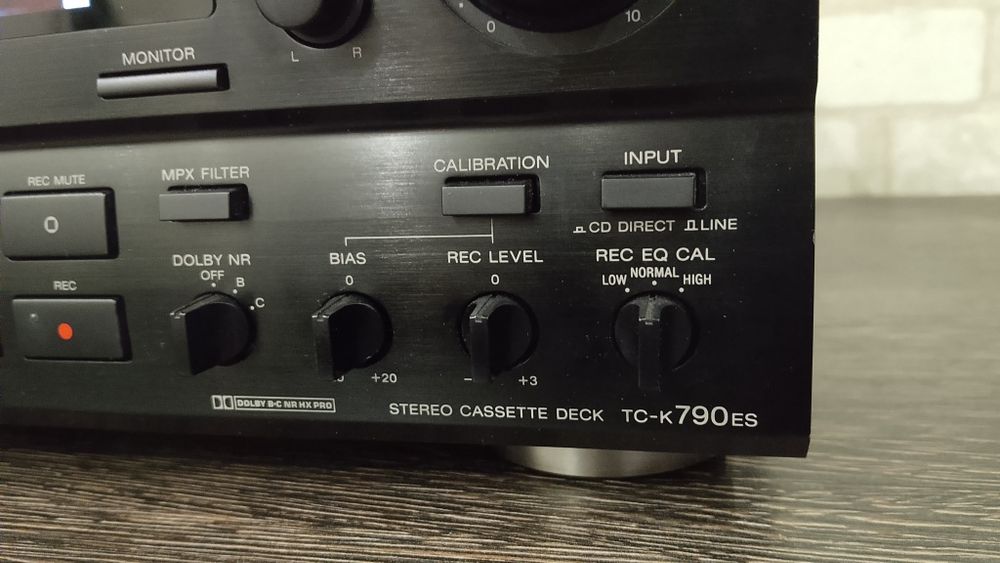 0 10
L R
MONITOR
REC MUTE
MPX FILTER
CALIBRATION
INPUT
CD DIRECT LINE
DOLBY NR
OFF
B
C
BIAS
0
+20
REC LEVEL
0
+3
REC EQ CAL
LOW NORMAL HIGH
REC
DOLBY B·C NR HX PRO
STEREO CASSETTE DECK TC-K790ES